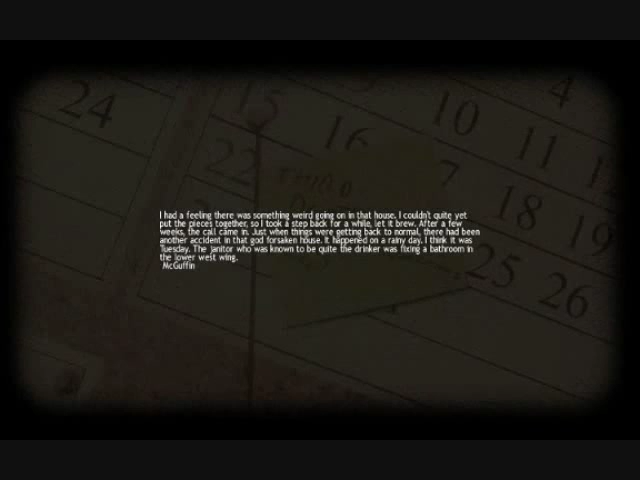 24
15
16
22
10
11
4
18
19
25
26
I had a feeling there was something weird going on in that house. I couldn't quite yet
put the pieces together, so I took a step back for a while, let it brew. After a few
weeks, the call came in. Just when things were getting back to normal, there had been
another accident in that god forsaken house. It happened on a rainy day, I think it was
Tuesday. The janitor who was known to be quite the drinker was fixing a bathroom in
the lower west wing.
McGuffin